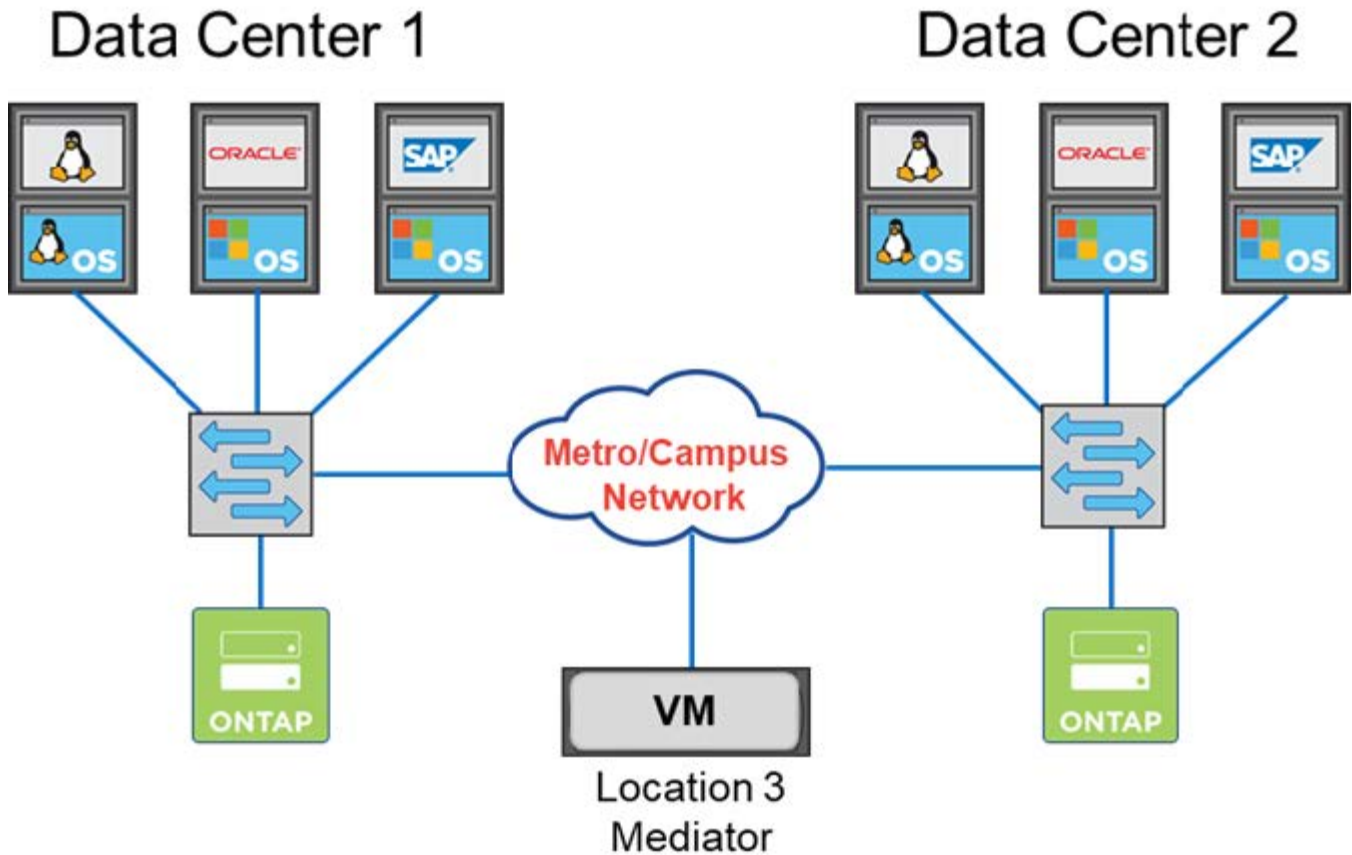 Data Center 1
Data Center 2
ORACLE
SAP
ORACLE
SAP
OS
OS
OS
OS
OS
OS
Metro/Campus
Network
ONTAP
VM
ONTAP
Location 3
Mediator